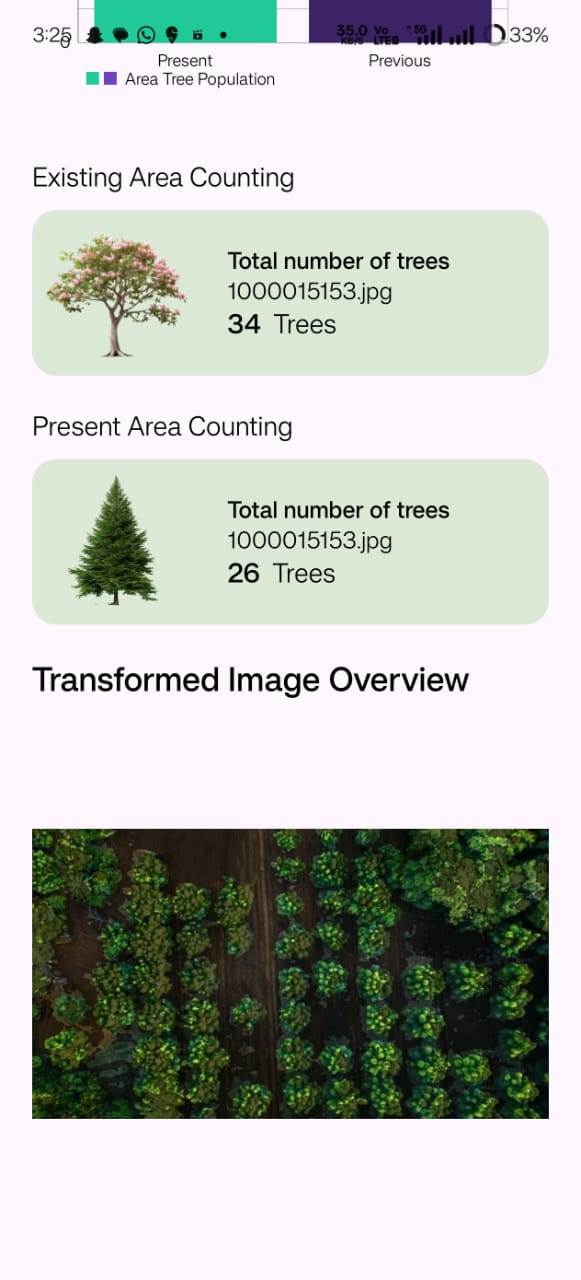 3:25 35.0 KB/S Vo LTE 5G 33%
0
Present Previous
Area Tree Population
Existing Area Counting
Total number of trees
1000015153.jpg
34 Trees
Present Area Counting
Total number of trees
1000015153.jpg
26 Trees
Transformed Image Overview